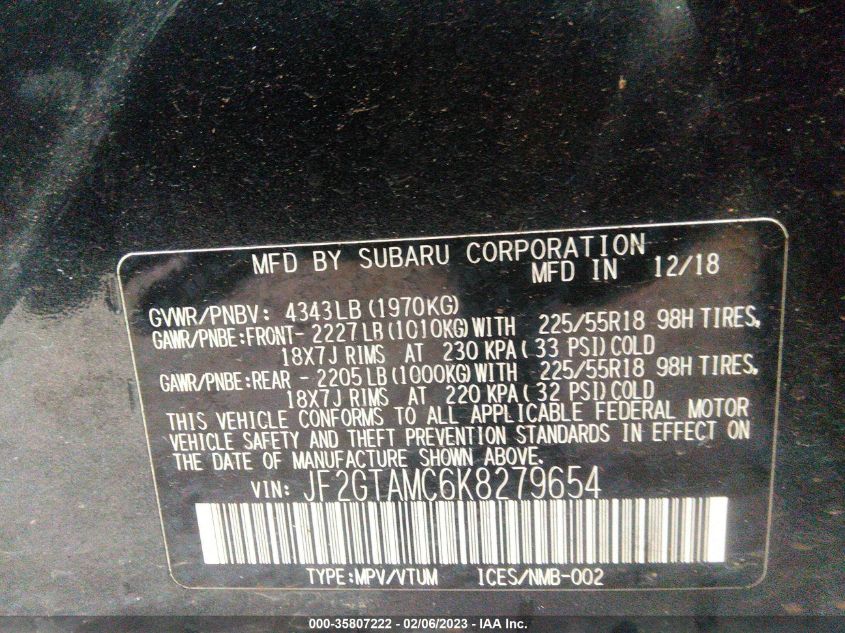 MFD BY SUBARU CORPORATION
MFD IN 12/18
GVWR/PNBV: 4343LB (1970KG)
GAWR/PNBE:FRONT- 2227LB (1010KG)WITH 225/55R18 98H TIRES,
18X7J RIMS AT 230 KPA( 33 PSI)COLD
GAWR/PNBE:REAR - 2205LB (1000KG)WITH 225/55R18 98H TIRES,
18X7J RIMS AT 220 KPA( 32 PSI)COLD
THIS VEHICLE CONFORMS TO ALL APPLICABLE FEDERAL MOTOR
VEHICLE SAFETY AND THEFT PREVENTION STANDARDS IN EFFECT ON
THE DATE OF MANUFACTURE SHOWN ABOVE.
VIN: JF2GTAMC6K8279654
TYPE:MPV/VTUM ICES/NMB-002
000-35807222 - 02/06/2023 - © IAA Inc.